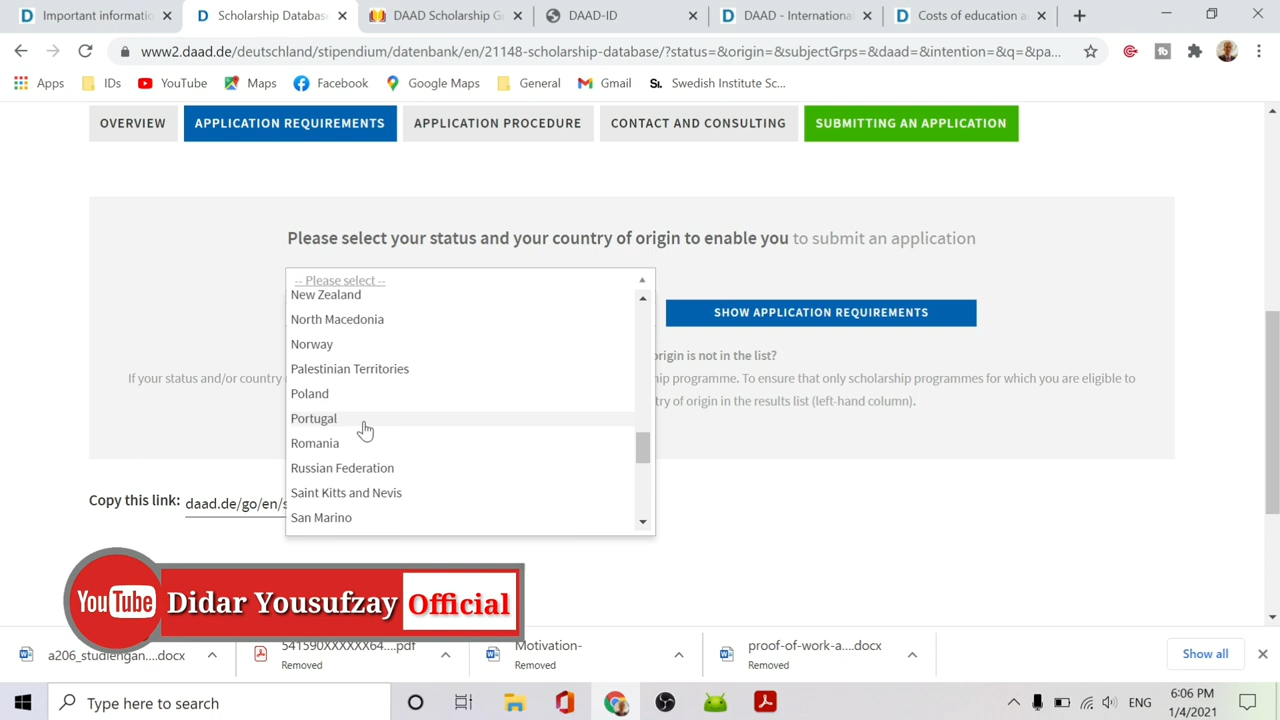 Important informati
Scholarship Databas
DAAD Scholarship G
DAAD-ID
DAAD - Internationa
Costs of education a
www2.daad.de/deutschland/stipendium/datenbank/en/21148-scholarship-database/?status=&origin=&subjectGrps=&daad=&intention=&q=&pa...
Apps
IDs
YouTube
Maps
Facebook
Google Maps
General
Gmail
Swedish Institute Sc...
OVERVIEW
APPLICATION REQUIREMENTS
APPLICATION PROCEDURE
CONTACT AND CONSULTING
SUBMITTING AN APPLICATION
Please select your status and your country of origin to enable you to submit an application
-- Please select --
New Zealand
North Macedonia
Norway
Palestinian Territories
Poland
Portugal
Romania
Russian Federation
Saint Kitts and Nevis
San Marino
SHOW APPLICATION REQUIREMENTS
origin is not in the list?
If your status and/or country
hip programme. To ensure that only scholarship programmes for which you are eligible to
try of origin in the results list (left-hand column).
Copy this link:
daad.de/go/en/s
YouTube
Didar Yousufzay Official
a206_studiengan....docx
541590XXXXXX64....pdf
Removed
Motivation-
Removed
proof-of-work-a....docx
Removed
Show all
Type here to search
ENG
6:06 PM
1/4/2021